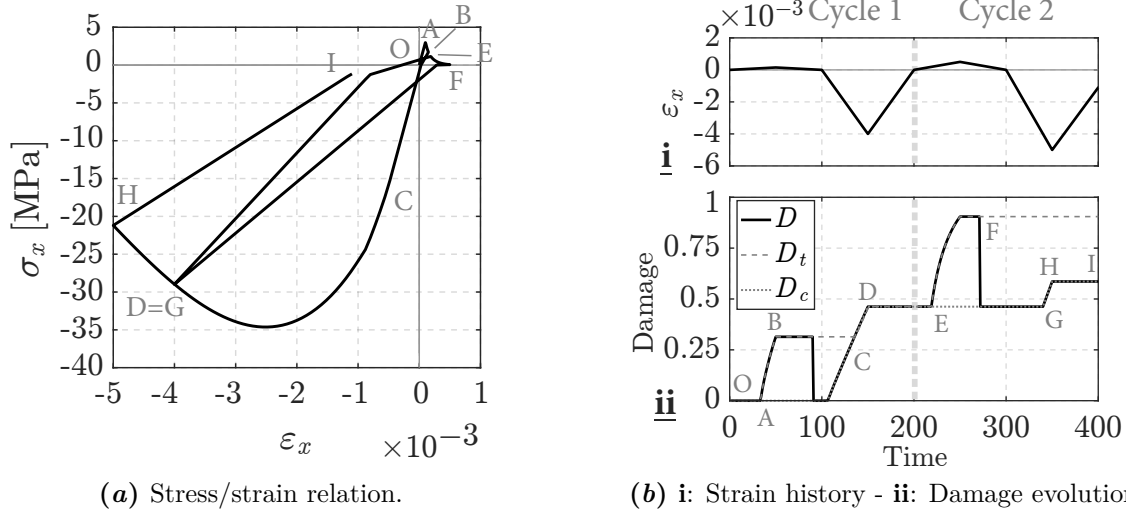 5
0
-5
-10
-15
-20
-25
-30
-35
-40
-5 -4 -3 -2 -1 0 1
σx [MPa]
εx ×10⁻³
A
B
O
E
I
F
H
C
D=G
(a) Stress/strain relation.
×10⁻³ Cycle 1 Cycle 2
2
0
-2
-4
-6
εx
i
1
0.75
0.5
0.25
0
Damage
ii
D
Dt
Dc
O
A
B
C
D
E
F
G
H
I
0 100 200 300 400
Time
(b) i: Strain history - ii: Damage evolution